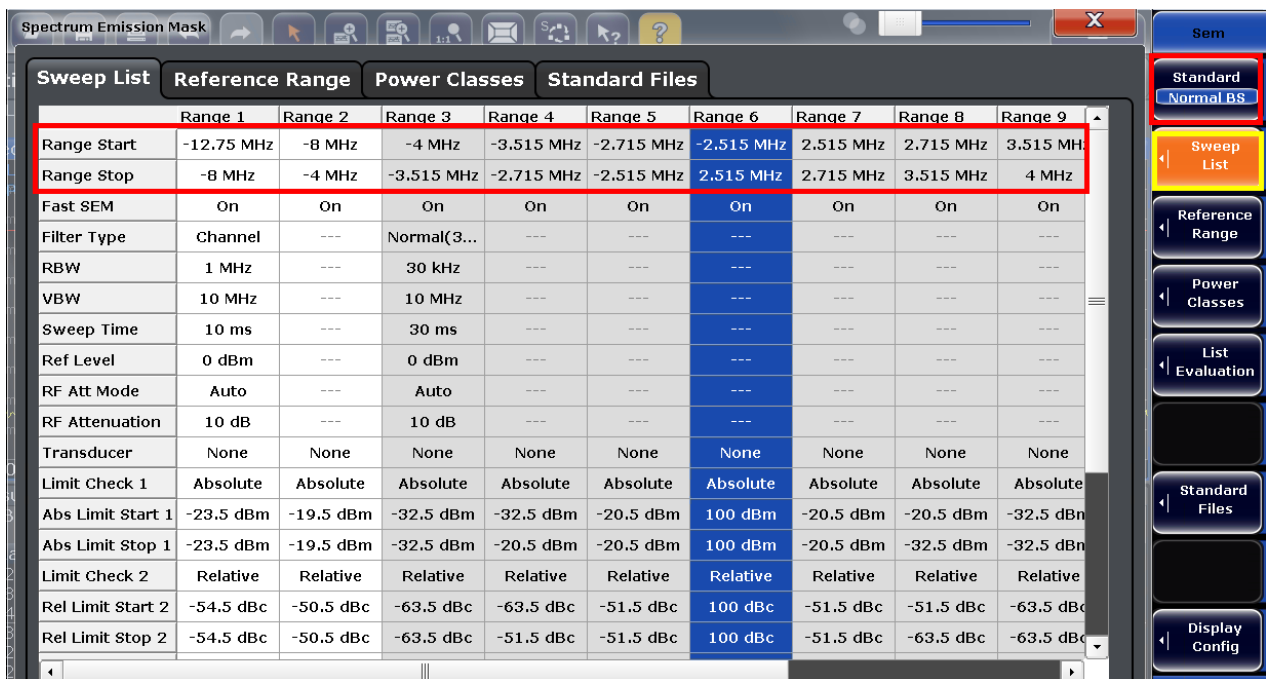 Spectrum Emission Mask
1:1
S
?
X
Sem
Sweep List Reference Range Power Classes Standard Files
Range 1 Range 2 Range 3 Range 4 Range 5 Range 6 Range 7 Range 8 Range 9
Range Start -12.75 MHz -8 MHz -4 MHz -3.515 MHz -2.715 MHz -2.515 MHz 2.515 MHz 2.715 MHz 3.515 MH
Range Stop -8 MHz -4 MHz -3.515 MHz -2.715 MHz -2.515 MHz 2.515 MHz 2.715 MHz 3.515 MHz 4 MHz
Fast SEM On On On On On On On On On
Filter Type Channel --- Normal(3... --- --- --- --- --- ---
RBW 1 MHz --- 30 kHz --- --- --- --- --- ---
VBW 10 MHz --- 10 MHz --- --- --- --- --- ---
Sweep Time 10 ms --- 30 ms --- --- --- --- --- ---
Ref Level 0 dBm --- 0 dBm --- --- --- --- --- ---
RF Att Mode Auto --- Auto --- --- --- --- --- ---
RF Attenuation 10 dB --- 10 dB --- --- --- --- --- ---
Transducer None None None None None None None None None
Limit Check 1 Absolute Absolute Absolute Absolute Absolute Absolute Absolute Absolute Absolute
Abs Limit Start 1 -23.5 dBm -19.5 dBm -32.5 dBm -32.5 dBm -20.5 dBm 100 dBm -20.5 dBm -20.5 dBm -32.5 dBm
Abs Limit Stop 1 -23.5 dBm -19.5 dBm -32.5 dBm -20.5 dBm -20.5 dBm 100 dBm -20.5 dBm -32.5 dBm -32.5 dBm
Limit Check 2 Relative Relative Relative Relative Relative Relative Relative Relative Relative
Rel Limit Start 2 -54.5 dBc -50.5 dBc -63.5 dBc -63.5 dBc -51.5 dBc 100 dBc -51.5 dBc -51.5 dBc -63.5 dBc
Rel Limit Stop 2 -54.5 dBc -50.5 dBc -63.5 dBc -51.5 dBc -51.5 dBc 100 dBc -51.5 dBc -63.5 dBc -63.5 dBc
Standard
Normal BS
Sweep
List
Reference
Range
Power
Classes
List
Evaluation
Standard
Files
Display
Config